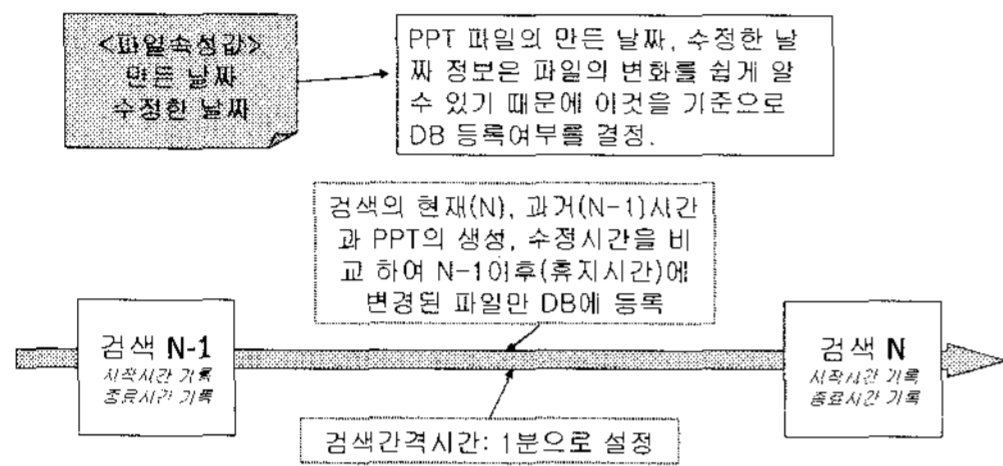 <파일속성값>
만든 날짜
수정한 날짜
PPT 파일의 만든 날짜, 수정한 날
짜 정보은 파일의 변화를 쉽게 알
수 있기 때문에 이것을 기준으로
DB 등록여부를 결정.
검색의 현재(N), 과거(N-1)시간
과 PPT의 생성, 수정시간을 비
교 하여 N-1이후(휴지시간)에
변경된 파일만 DB에 등록
검색 N-1
시작시간 기록
종료시간 기록
검색 N
시작시간 기록
종료시간 기록
검색간격시간: 1분으로 설정